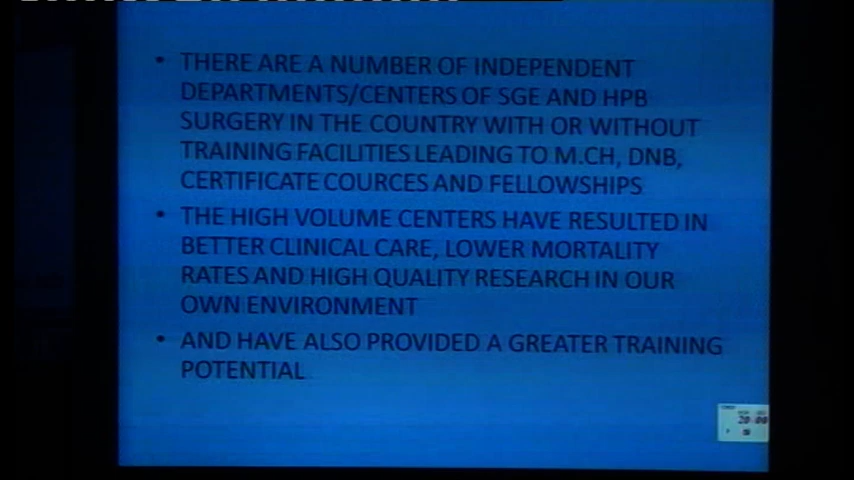 • THERE ARE A NUMBER OF INDEPENDENT
DEPARTMENTS/CENTERS OF SGE AND HPB
SURGERY IN THE COUNTRY WITH OR WITHOUT
TRAINING FACILITIES LEADING TO M.CH, DNB,
CERTIFICATE COURCES AND FELLOWSHIPS
• THE HIGH VOLUME CENTERS HAVE RESULTED IN
BETTER CLINICAL CARE, LOWER MORTALITY
RATES AND HIGH QUALITY RESEARCH IN OUR
OWN ENVIRONMENT
• AND HAVE ALSO PROVIDED A GREATER TRAINING
POTENTIAL
20:00